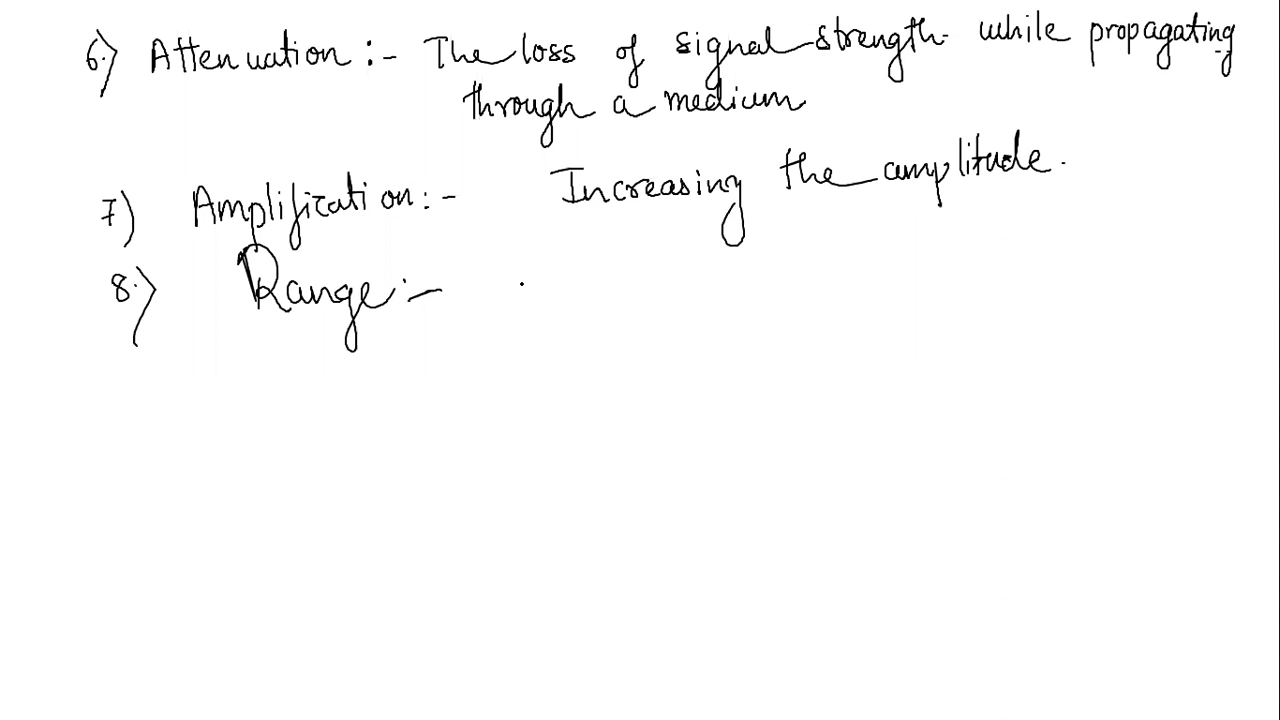 6.) Attenuation :- The loss of signal strength while propagating
through a medium
7) Amplification :- Increasing the amplitude.
8.) Range :-